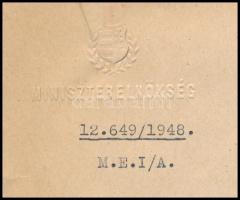 MINISZTERELNÖKSÉG
12.649/1948.
M.E.I/A.